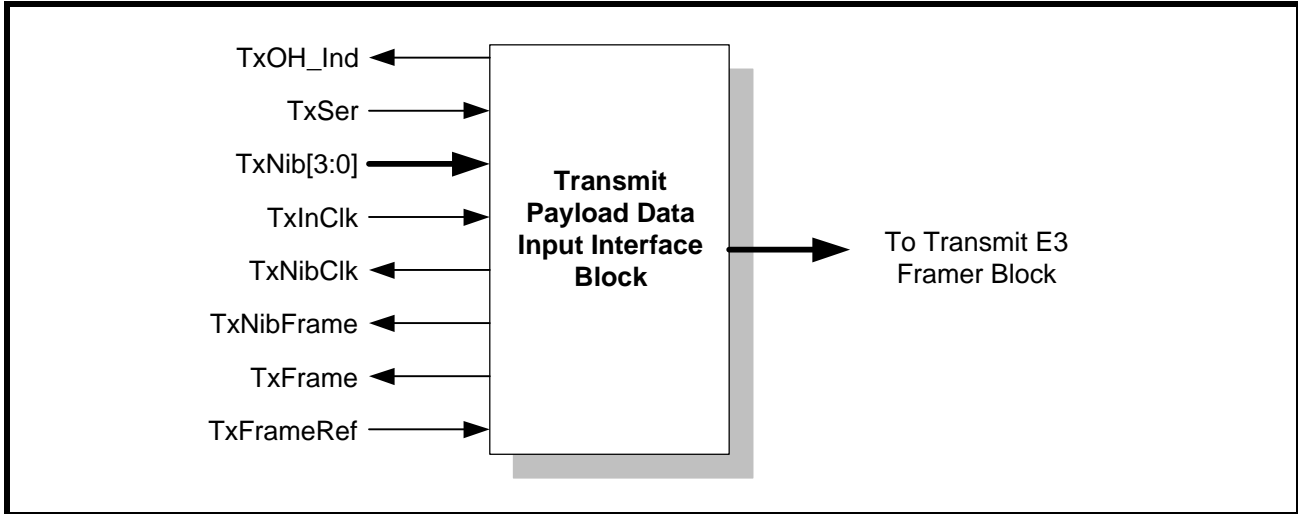 TxOH_Ind
TxSer
TxNib[3:0]
TxInClk
TxNibClk
TxNibFrame
TxFrame
TxFrameRef
Transmit
Payload Data
Input Interface
Block
To Transmit E3
Framer Block